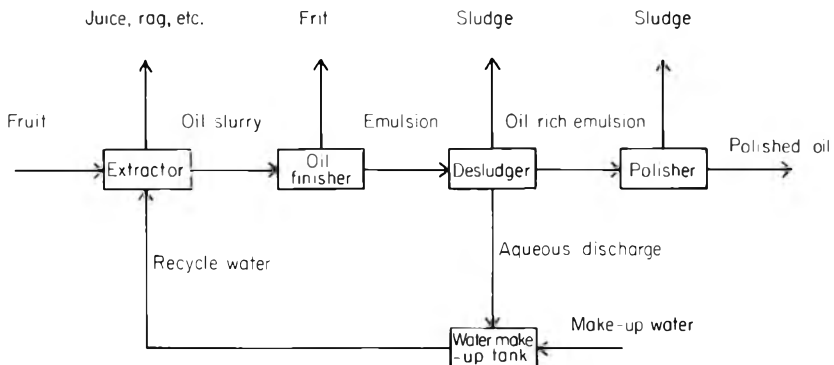 Juice, rag, etc.
Frit
Sludge
Sludge
Fruit
Oil slurry
Emulsion
Oil rich emulsion
Polished oil
Extractor
Oil
finisher
Desludger
Polisher
Recycle water
Aqueous discharge
Make-up water
Water make
-up tank